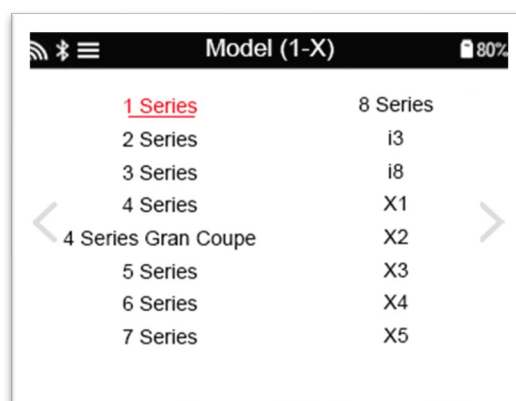 Model (1-X)
80%
1 Series
2 Series
3 Series
4 Series
4 Series Gran Coupe
5 Series
6 Series
7 Series
8 Series
i3
i8
X1
X2
X3
X4
X5